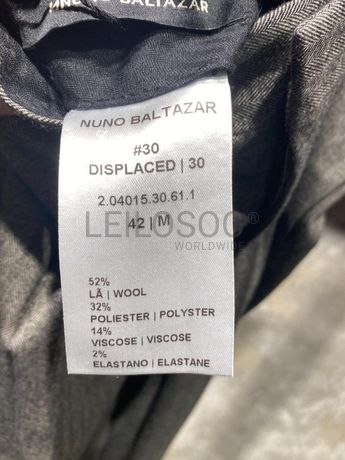 BALTAZAR
NUNO BALTAZAR
#30
DISPLACED | 30
2.04015.30.61.1
LEILOSOC®
WORLDWIDE
42 | M
52%
LÃ | WOOL
32%
POLIESTER | POLYSTER
14%
VISCOSE | VISCOSE
2%
ELASTANO | ELASTANE